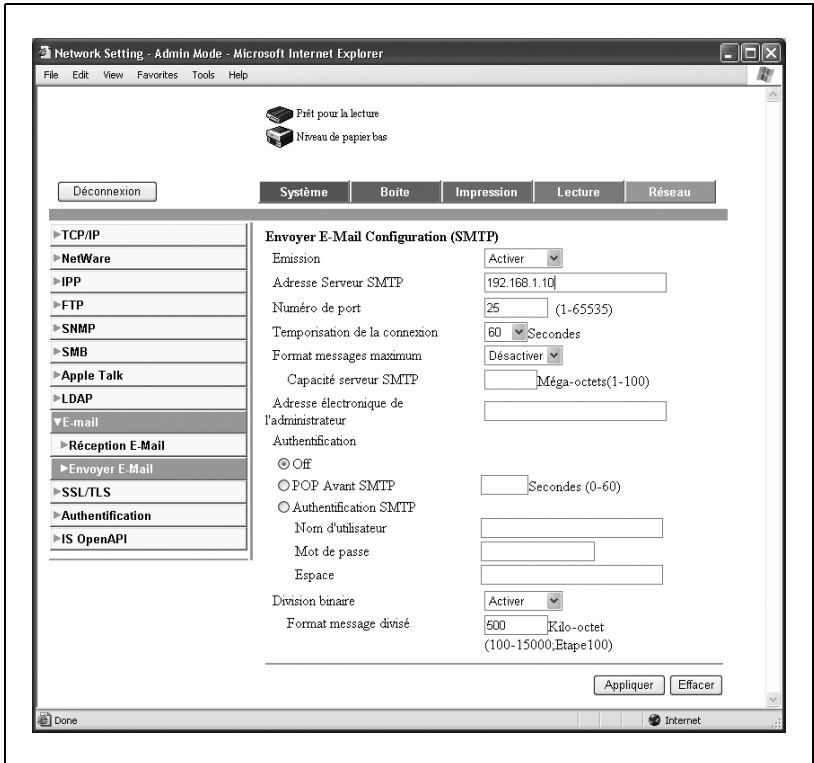 Network Setting - Admin Mode - Microsoft Internet Explorer
File Edit View Favorites Tools Help
Prêt pour la lecture
Niveau de papier bas
Déconnexion
Système Boîte Impression Lecture Réseau
TCP/IP
NetWare
IPP
FTP
SNMP
SMB
Apple Talk
LDAP
E-mail
Réception E-Mail
Envoyer E-Mail
SSL/TLS
Authentification
IS OpenAPI
Envoyer E-Mail Configuration (SMTP)
Emission Activer
Adresse Serveur SMTP 192.168.1.10
Numéro de port 25 (1-65535)
Temporisation de la connexion 60 Secondes
Format messages maximum Désactiver
Capacité serveur SMTP Méga-octets(1-100)
Adresse électronique de
l'administrateur
Authentification
Off
POP Avant SMTP Secondes (0-60)
Authentification SMTP
Nom d'utilisateur
Mot de passe
Espace
Division binaire Activer
Format message divisé 500 Kilo-octet
(100-15000;Etape100)
Appliquer Effacer
Done Internet